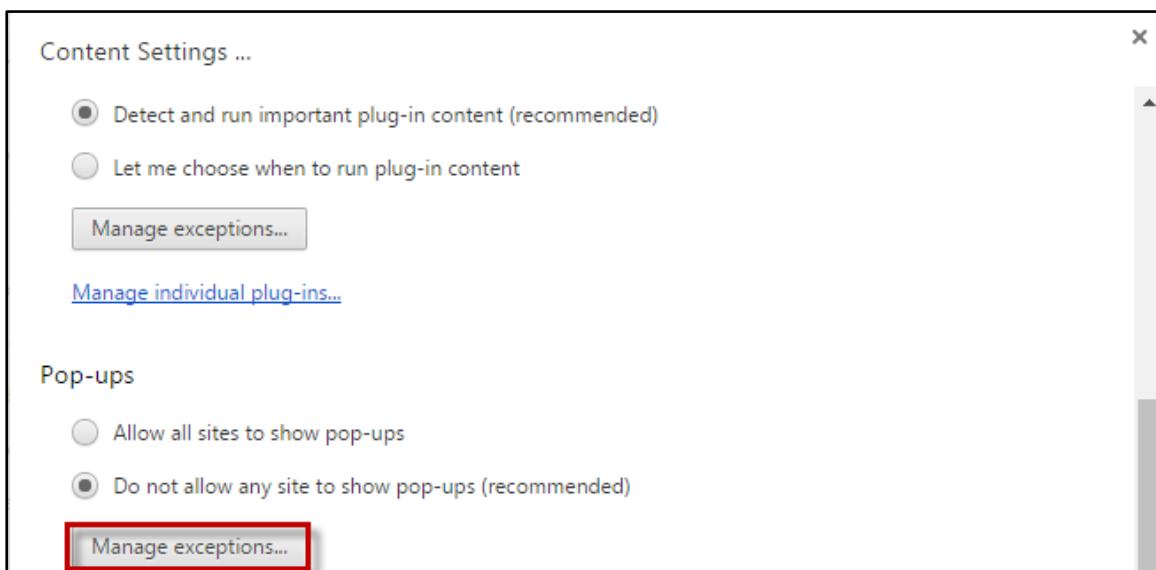 Content Settings ...
Detect and run important plug-in content (recommended)
Let me choose when to run plug-in content
Manage exceptions...
Manage individual plug-ins...
Pop-ups
Allow all sites to show pop-ups
Do not allow any site to show pop-ups (recommended)
Manage exceptions...